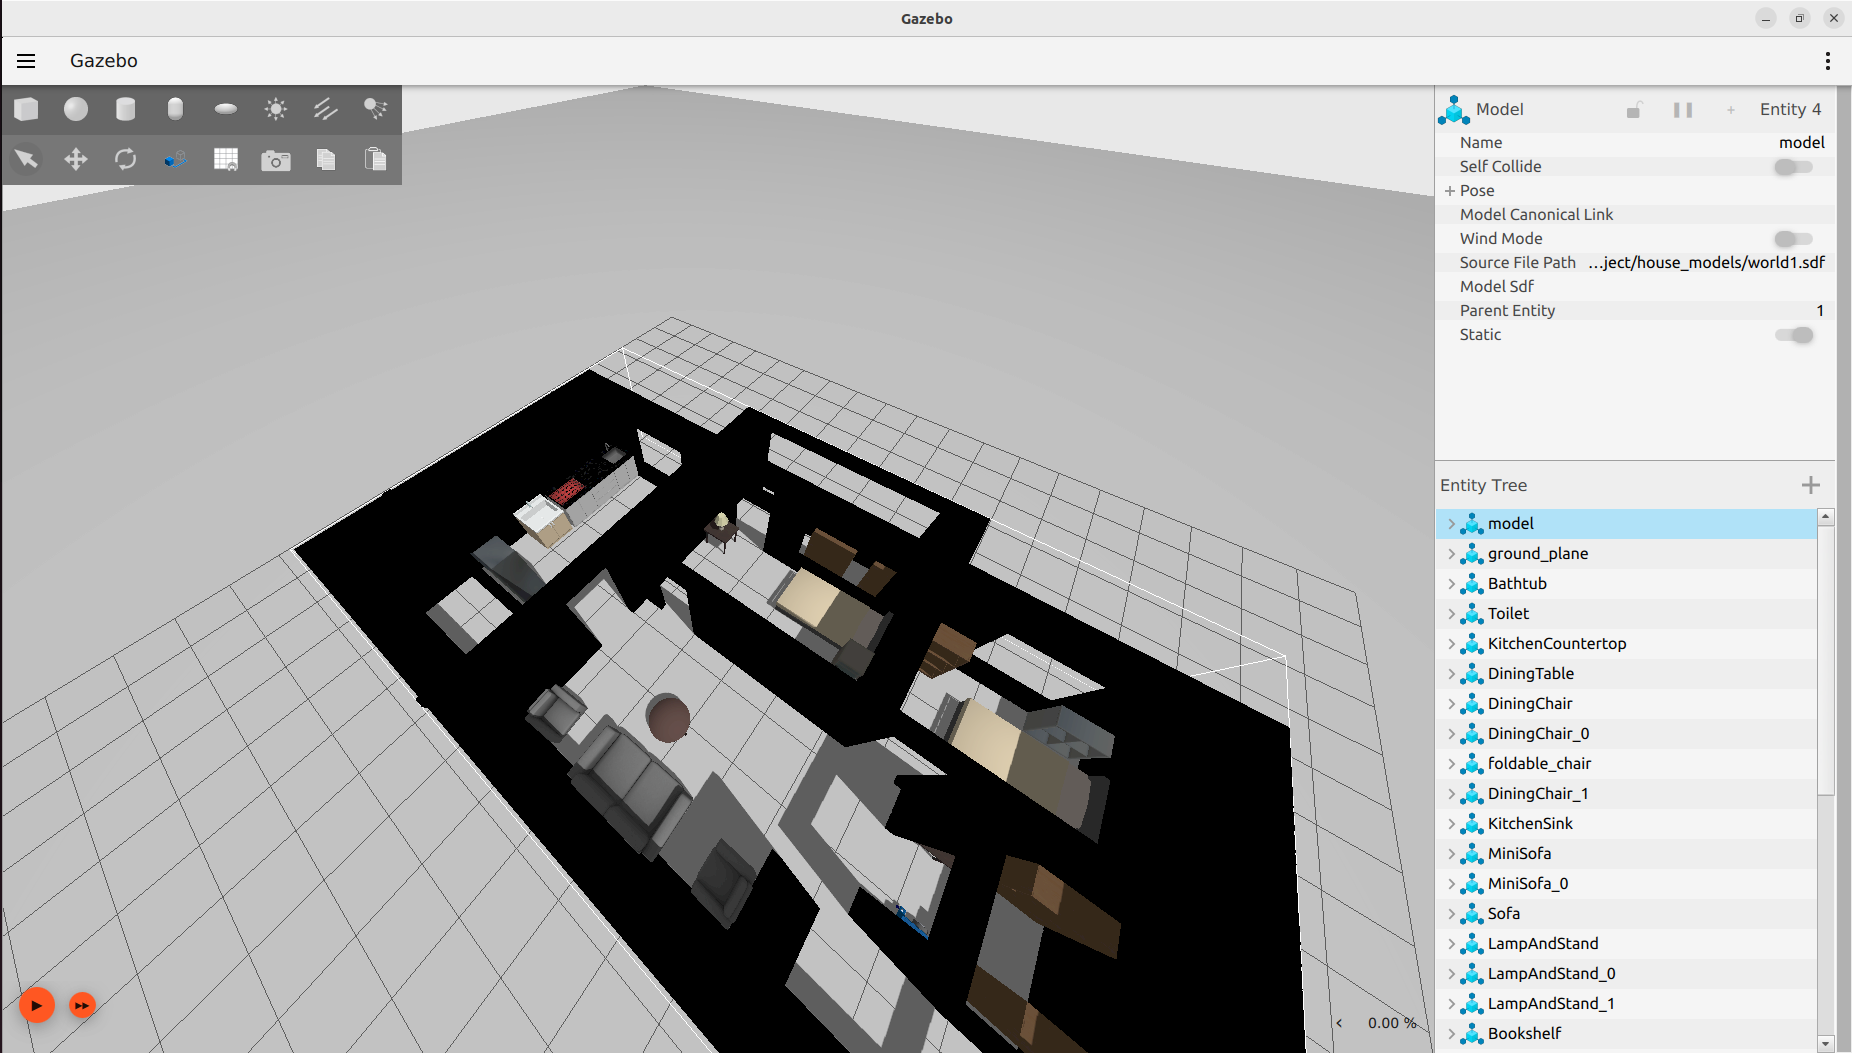 Gazebo
Gazebo
Model Entity 4
Name model
Self Collide
Pose
Model Canonical Link
Wind Mode
Source File Path ...ject/house_models/world1.sdf
Model Sdf
Parent Entity 1
Static
Entity Tree
model
ground_plane
Bathtub
Toilet
KitchenCountertop
DiningTable
DiningChair
DiningChair_0
foldable_chair
DiningChair_1
KitchenSink
MiniSofa
MiniSofa_0
Sofa
LampAndStand
LampAndStand_0
LampAndStand_1
Bookshelf
0.00 %